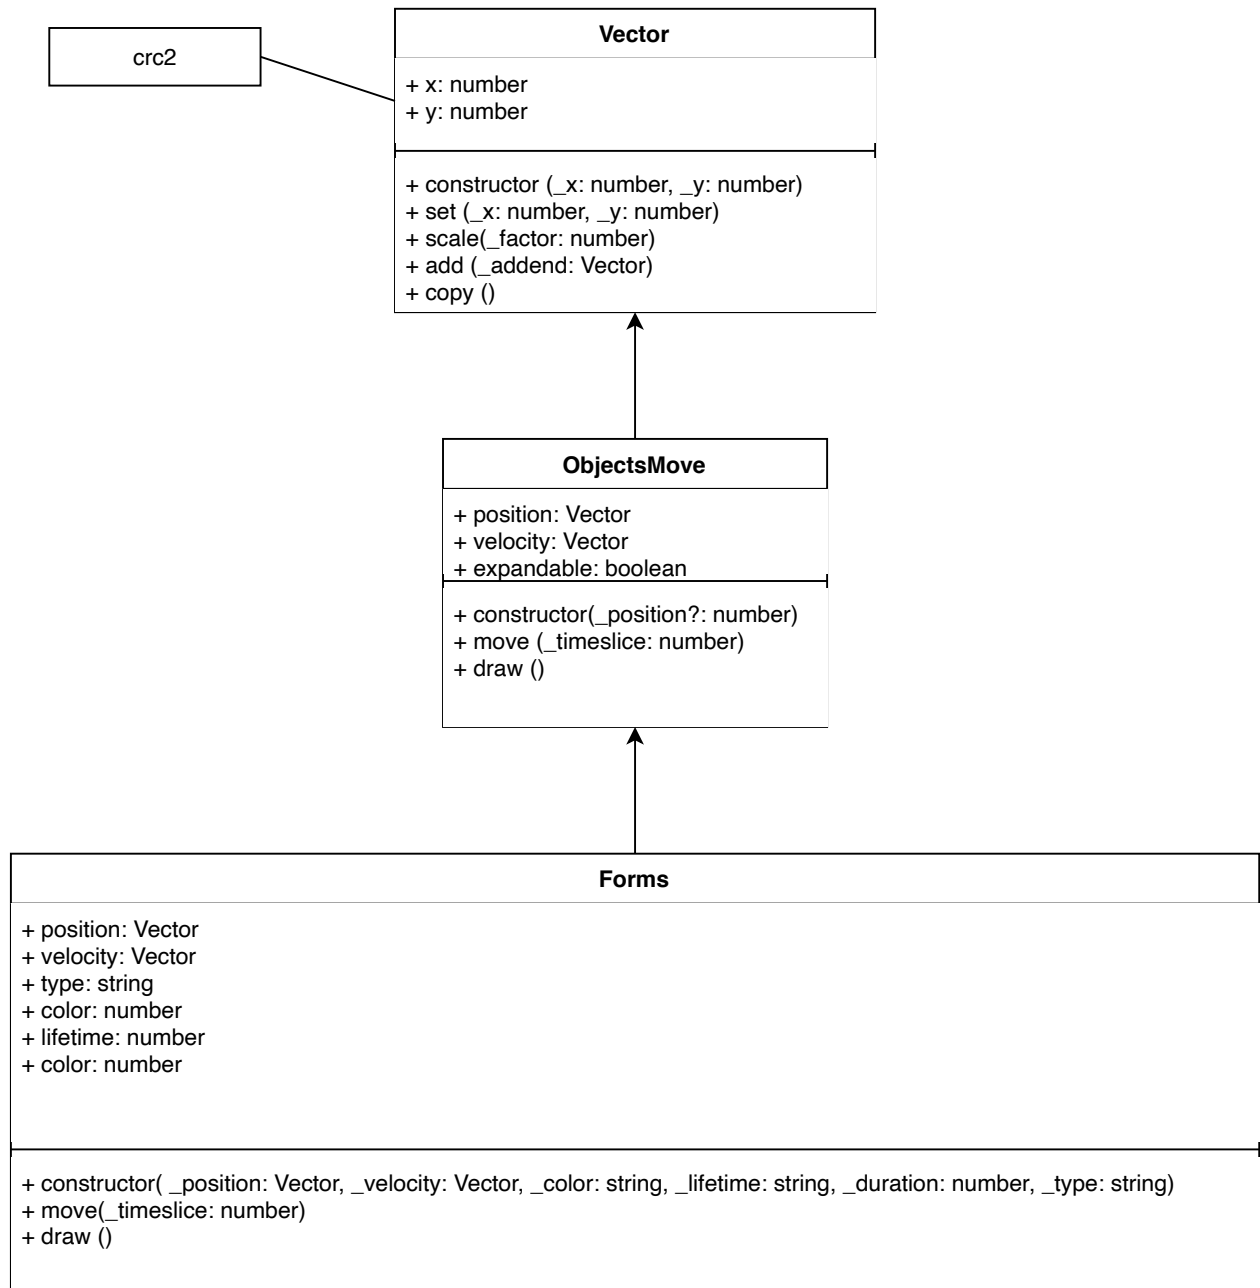 crc2
Vector
+ x: number
+ y: number
+ constructor (_x: number, _y: number)
+ set (_x: number, _y: number)
+ scale(_factor: number)
+ add (_addend: Vector)
+ copy ()
ObjectsMove
+ position: Vector
+ velocity: Vector
+ expandable: boolean
+ constructor(_position?: number)
+ move (_timeslice: number)
+ draw ()
Forms
+ position: Vector
+ velocity: Vector
+ type: string
+ color: number
+ lifetime: number
+ color: number
+ constructor( _position: Vector, _velocity: Vector, _color: string, _lifetime: string, _duration: number, _type: string)
+ move(_timeslice: number)
+ draw ()